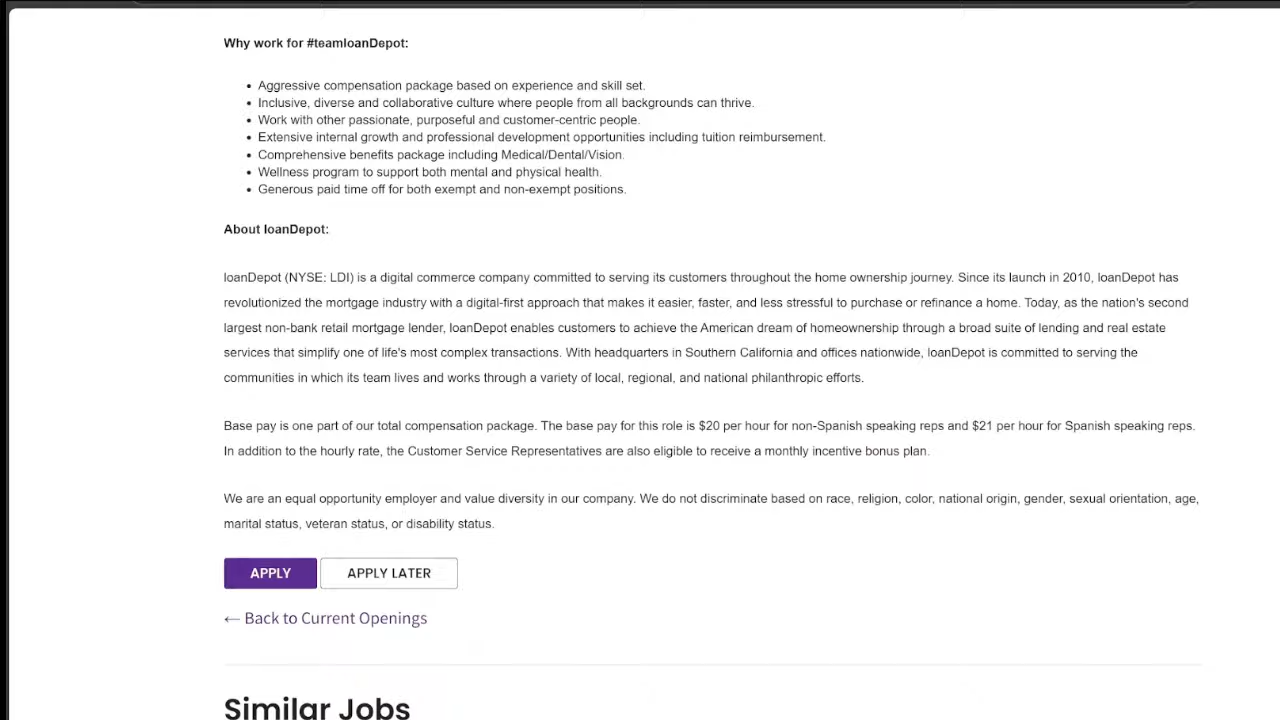 Why work for #teamloanDepot:
Aggressive compensation package based on experience and skill set.
Inclusive, diverse and collaborative culture where people from all backgrounds can thrive.
Work with other passionate, purposeful and customer-centric people.
Extensive internal growth and professional development opportunities including tuition reimbursement.
Comprehensive benefits package including Medical/Dental/Vision.
Wellness program to support both mental and physical health.
Generous paid time off for both exempt and non-exempt positions.
About loanDepot:
loanDepot (NYSE: LDI) is a digital commerce company committed to serving its customers throughout the home ownership journey. Since its launch in 2010, loanDepot has
revolutionized the mortgage industry with a digital-first approach that makes it easier, faster, and less stressful to purchase or refinance a home. Today, as the nation's second
largest non-bank retail mortgage lender, loanDepot enables customers to achieve the American dream of homeownership through a broad suite of lending and real estate
services that simplify one of life's most complex transactions. With headquarters in Southern California and offices nationwide, loanDepot is committed to serving the
communities in which its team lives and works through a variety of local, regional, and national philanthropic efforts.
Base pay is one part of our total compensation package. The base pay for this role is $20 per hour for non-Spanish speaking reps and $21 per hour for Spanish speaking reps.
In addition to the hourly rate, the Customer Service Representatives are also eligible to receive a monthly incentive bonus plan.
We are an equal opportunity employer and value diversity in our company. We do not discriminate based on race, religion, color, national origin, gender, sexual orientation, age,
marital status, veteran status, or disability status.
APPLY APPLY LATER
← Back to Current Openings
Similar Jobs